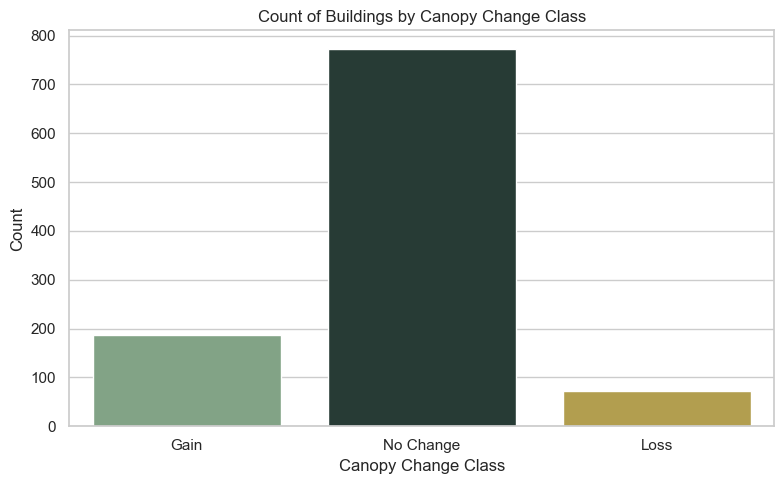 Count of Buildings by Canopy Change Class
800
700
600
500
400
300
200
100
0
Count
Gain
No Change
Loss
Canopy Change Class